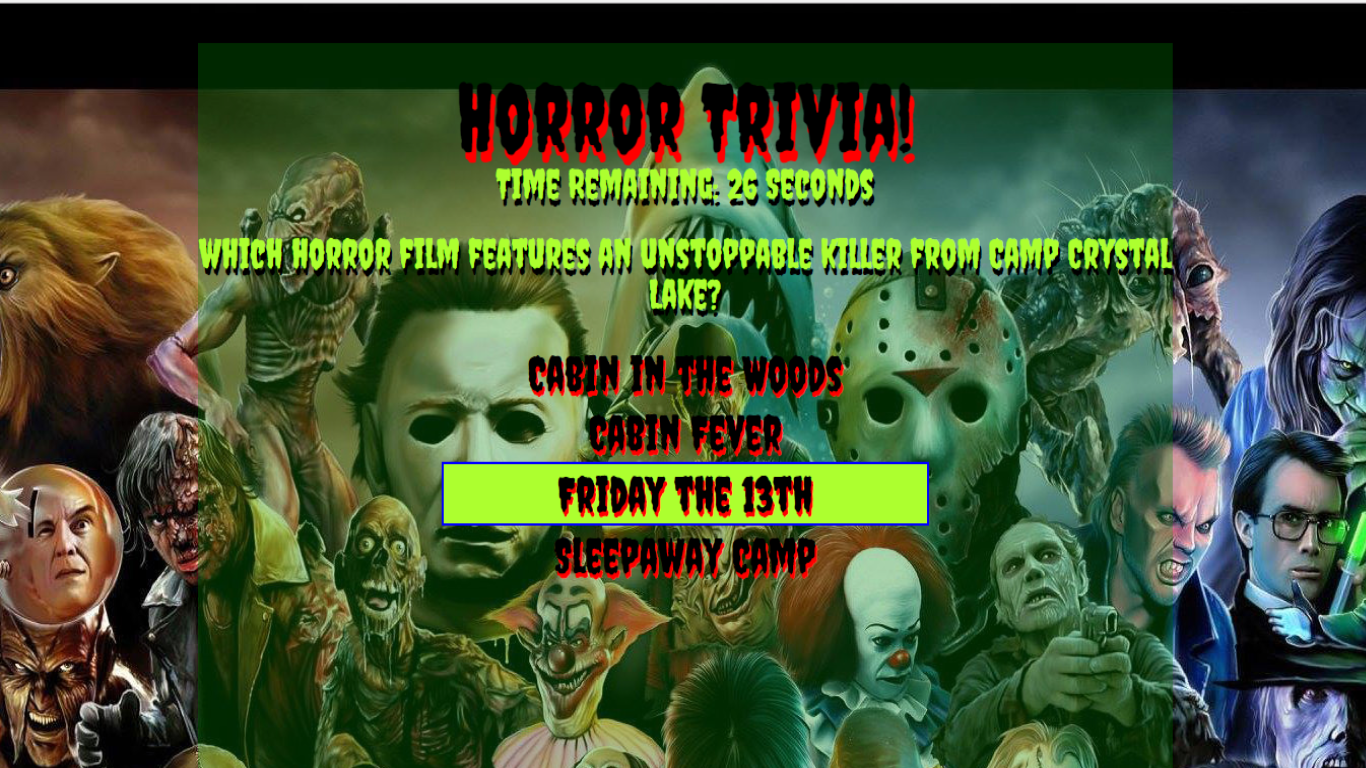 HORROR TRIVIA!
TIME REMAINING: 26 SECONDS
WHICH HORROR FILM FEATURES AN UNSTOPPABLE KILLER FROM CAMP CRYSTAL
LAKE?
CABIN IN THE WOODS
CABIN FEVER
FRIDAY THE 13TH
SLEEPAWAY CAMP